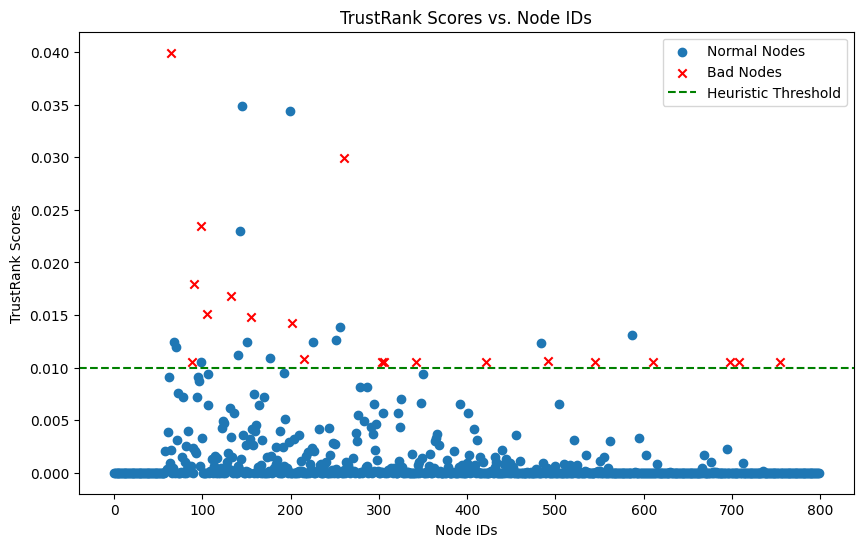 TrustRank Scores vs. Node IDs
Normal Nodes
Bad Nodes
Heuristic Threshold
TrustRank Scores
0.040
0.035
0.030
0.025
0.020
0.015
0.010
0.005
0.000
0 100 200 300 400 500 600 700 800
Node IDs